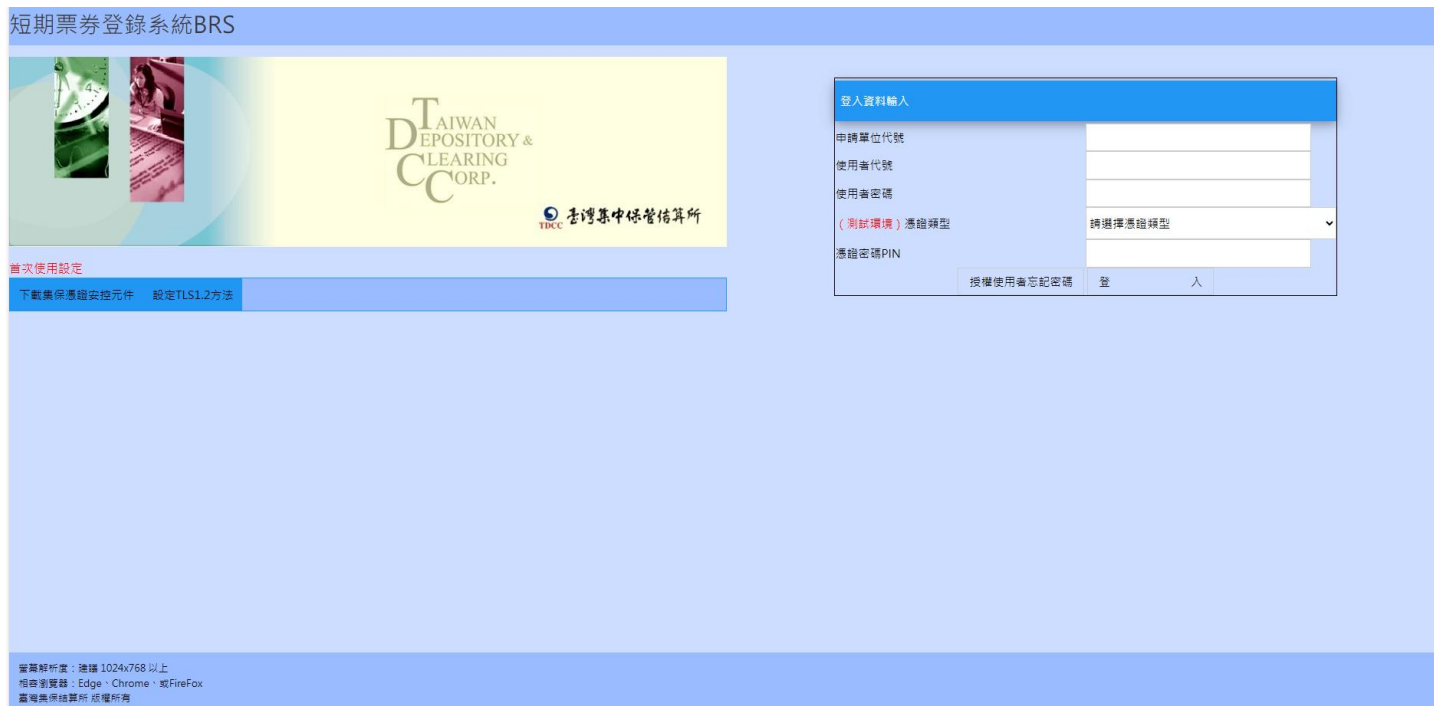 短期票券登錄系統BRS
TAIWAN
DEPOSITORY &
CLEARING
CORP.
TDCC 臺灣集中保管結算所
首次使用設定
下載集保憑證安控元件 設定TLS1.2方法
登入資料輸入
申請單位代號
使用者代號
使用者密碼
(測試環境)憑證類型 請選擇憑證類型
憑證密碼PIN
授權使用者忘記密碼 登 入
螢幕解析度:建議 1024x768 以上
相容瀏覽器:Edge、Chrome、或FireFox
臺灣集保結算所 版權所有